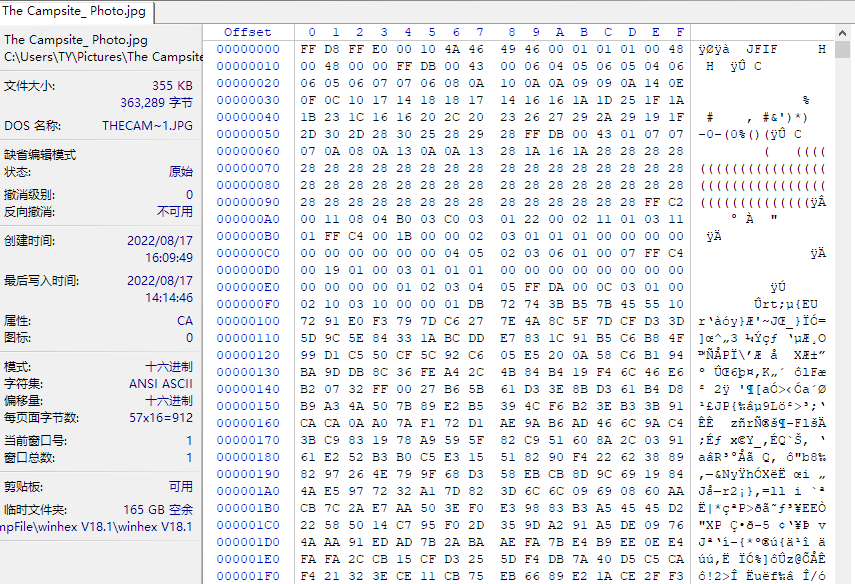 The Campsite_ Photo.jpg
The Campsite_ Photo.jpg
C:\Users\TY\Pictures\The Campsite
文件大小: 355 KB
363,289 字节
DOS 名称: THECAM~1.JPG
缺省编辑模式
状态: 原始
撤消级别: 0
反向撤消: 不可用
创建时间: 2022/08/17
16:09:49
最后写入时间: 2022/08/17
14:14:46
属性: CA
图标: 0
模式: 十六进制
字符集: ANSI ASCII
偏移量: 十六进制
每页面字节数: 57x16=912
当前窗口号: 1
窗口总数: 1
剪贴板: 可用
临时文件夹: 165 GB 空余
mpFile\winhex V18.1\winhex V18.1
Offset 0 1 2 3 4 5 6 7 8 9 A B C D E F
00000000 FF D8 FF E0 00 10 4A 46 49 46 00 01 01 01 00 48 ÿØÿà JFIF H
00000010 00 48 00 00 FF DB 00 43 00 06 04 05 06 05 04 06 H ÿÛ C
00000020 06 05 06 07 07 06 08 0A 10 0A 0A 09 09 0A 14 0E
00000030 0F 0C 10 17 14 18 18 17 14 16 16 1A 1D 25 1F 1A %
00000040 1B 23 1C 16 16 20 2C 20 23 26 27 29 2A 29 19 1F # , #&')*)
00000050 2D 30 2D 28 30 25 28 29 28 FF DB 00 43 01 07 07 -0-(0%()(ÿÛ C
00000060 07 0A 08 0A 13 0A 0A 13 28 1A 16 1A 28 28 28 28 ( ((((
00000070 28 28 28 28 28 28 28 28 28 28 28 28 28 28 28 28 ((((((((((((((((
00000080 28 28 28 28 28 28 28 28 28 28 28 28 28 28 28 28 ((((((((((((((((
00000090 28 28 28 28 28 28 28 28 28 28 28 28 28 28 FF C2 ((((((((((((((ÿÂ
000000A0 00 11 08 04 B0 03 C0 03 01 22 00 02 11 01 03 11 ° À "
000000B0 01 FF C4 00 1B 00 00 02 03 01 01 01 00 00 00 00 ÿÄ
000000C0 00 00 00 00 00 00 04 05 02 03 06 01 00 07 FF C4 ÿÄ
000000D0 00 19 01 00 03 01 01 01 00 00 00 00 00 00 00 00
000000E0 00 00 00 00 01 02 03 04 05 FF DA 00 0C 03 01 00 ÿÚ
000000F0 02 10 03 10 00 00 01 DB 72 74 3B B5 7B 45 55 10 Ûrt;µ{EU
00000100 72 91 E0 F3 79 7D C6 27 7E 4A 8C 5F 7D CF D3 3D
00000110 5D 9C 5E 84 33 1A BC DD E7 83 1C 91 B5 C6 B8 4F
00000120 99 D1 C5 50 CF 5C 92 C6 05 E5 20 0A 58 C6 B1 94
00000130 BA 9D DB 8C 36 FE A4 2C 4B 84 B4 19 F4 6C 46 E6
00000140 B2 07 32 FF 00 27 B6 5B 61 D3 3E 8B D3 61 B4 D8
00000150 B9 A3 4A 50 7B 89 E2 B5 39 4C F6 B2 3E B3 3B 91
00000160 CA CA 0A A0 7A F1 72 D1 AE 9A B6 AD 46 6C 9A C4
00000170 3B C9 83 19 78 A9 59 5F 82 C9 51 60 8A 2C 03 91
00000180 61 E2 52 B3 B0 C5 E3 15 51 82 90 F4 22 62 38 89
00000190 82 97 26 4E 79 9F 68 D3 58 EB CB 8D 9C 69 19 84
000001A0 4A E5 97 72 32 A1 7D 82 3D 6C 6C 09 69 08 60 AA
000001B0 CB 7C 2A E7 AA 50 3E F0 E3 98 83 B3 A5 45 45 D2
000001C0 22 58 50 14 C7 95 F0 2D 35 9D A2 91 A5 DE 09 76
000001D0 4A AA 91 ED AD 7B 2A BA AE FA 7B E4 B9 EE 0E E4
000001E0 FA FA 2C CB 15 CF D3 25 5D F4 DB 7A 40 D5 C5 CA
000001F0 F4 21 32 3E CE 11 CB 75 EB 66 89 E2 1A CE 2F F3